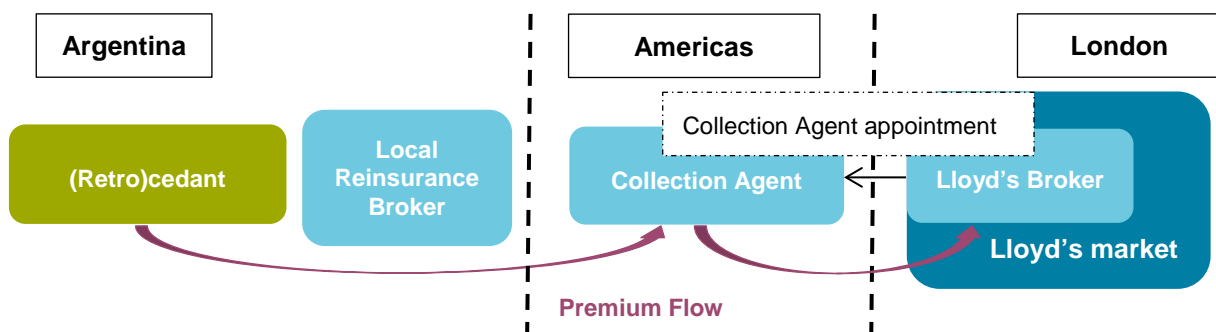 Argentina
Americas
London
Collection Agent appointment
(Retro)cedant
Local
Reinsurance
Broker
Collection Agent
Lloyd’s Broker
Lloyd’s market
Premium Flow